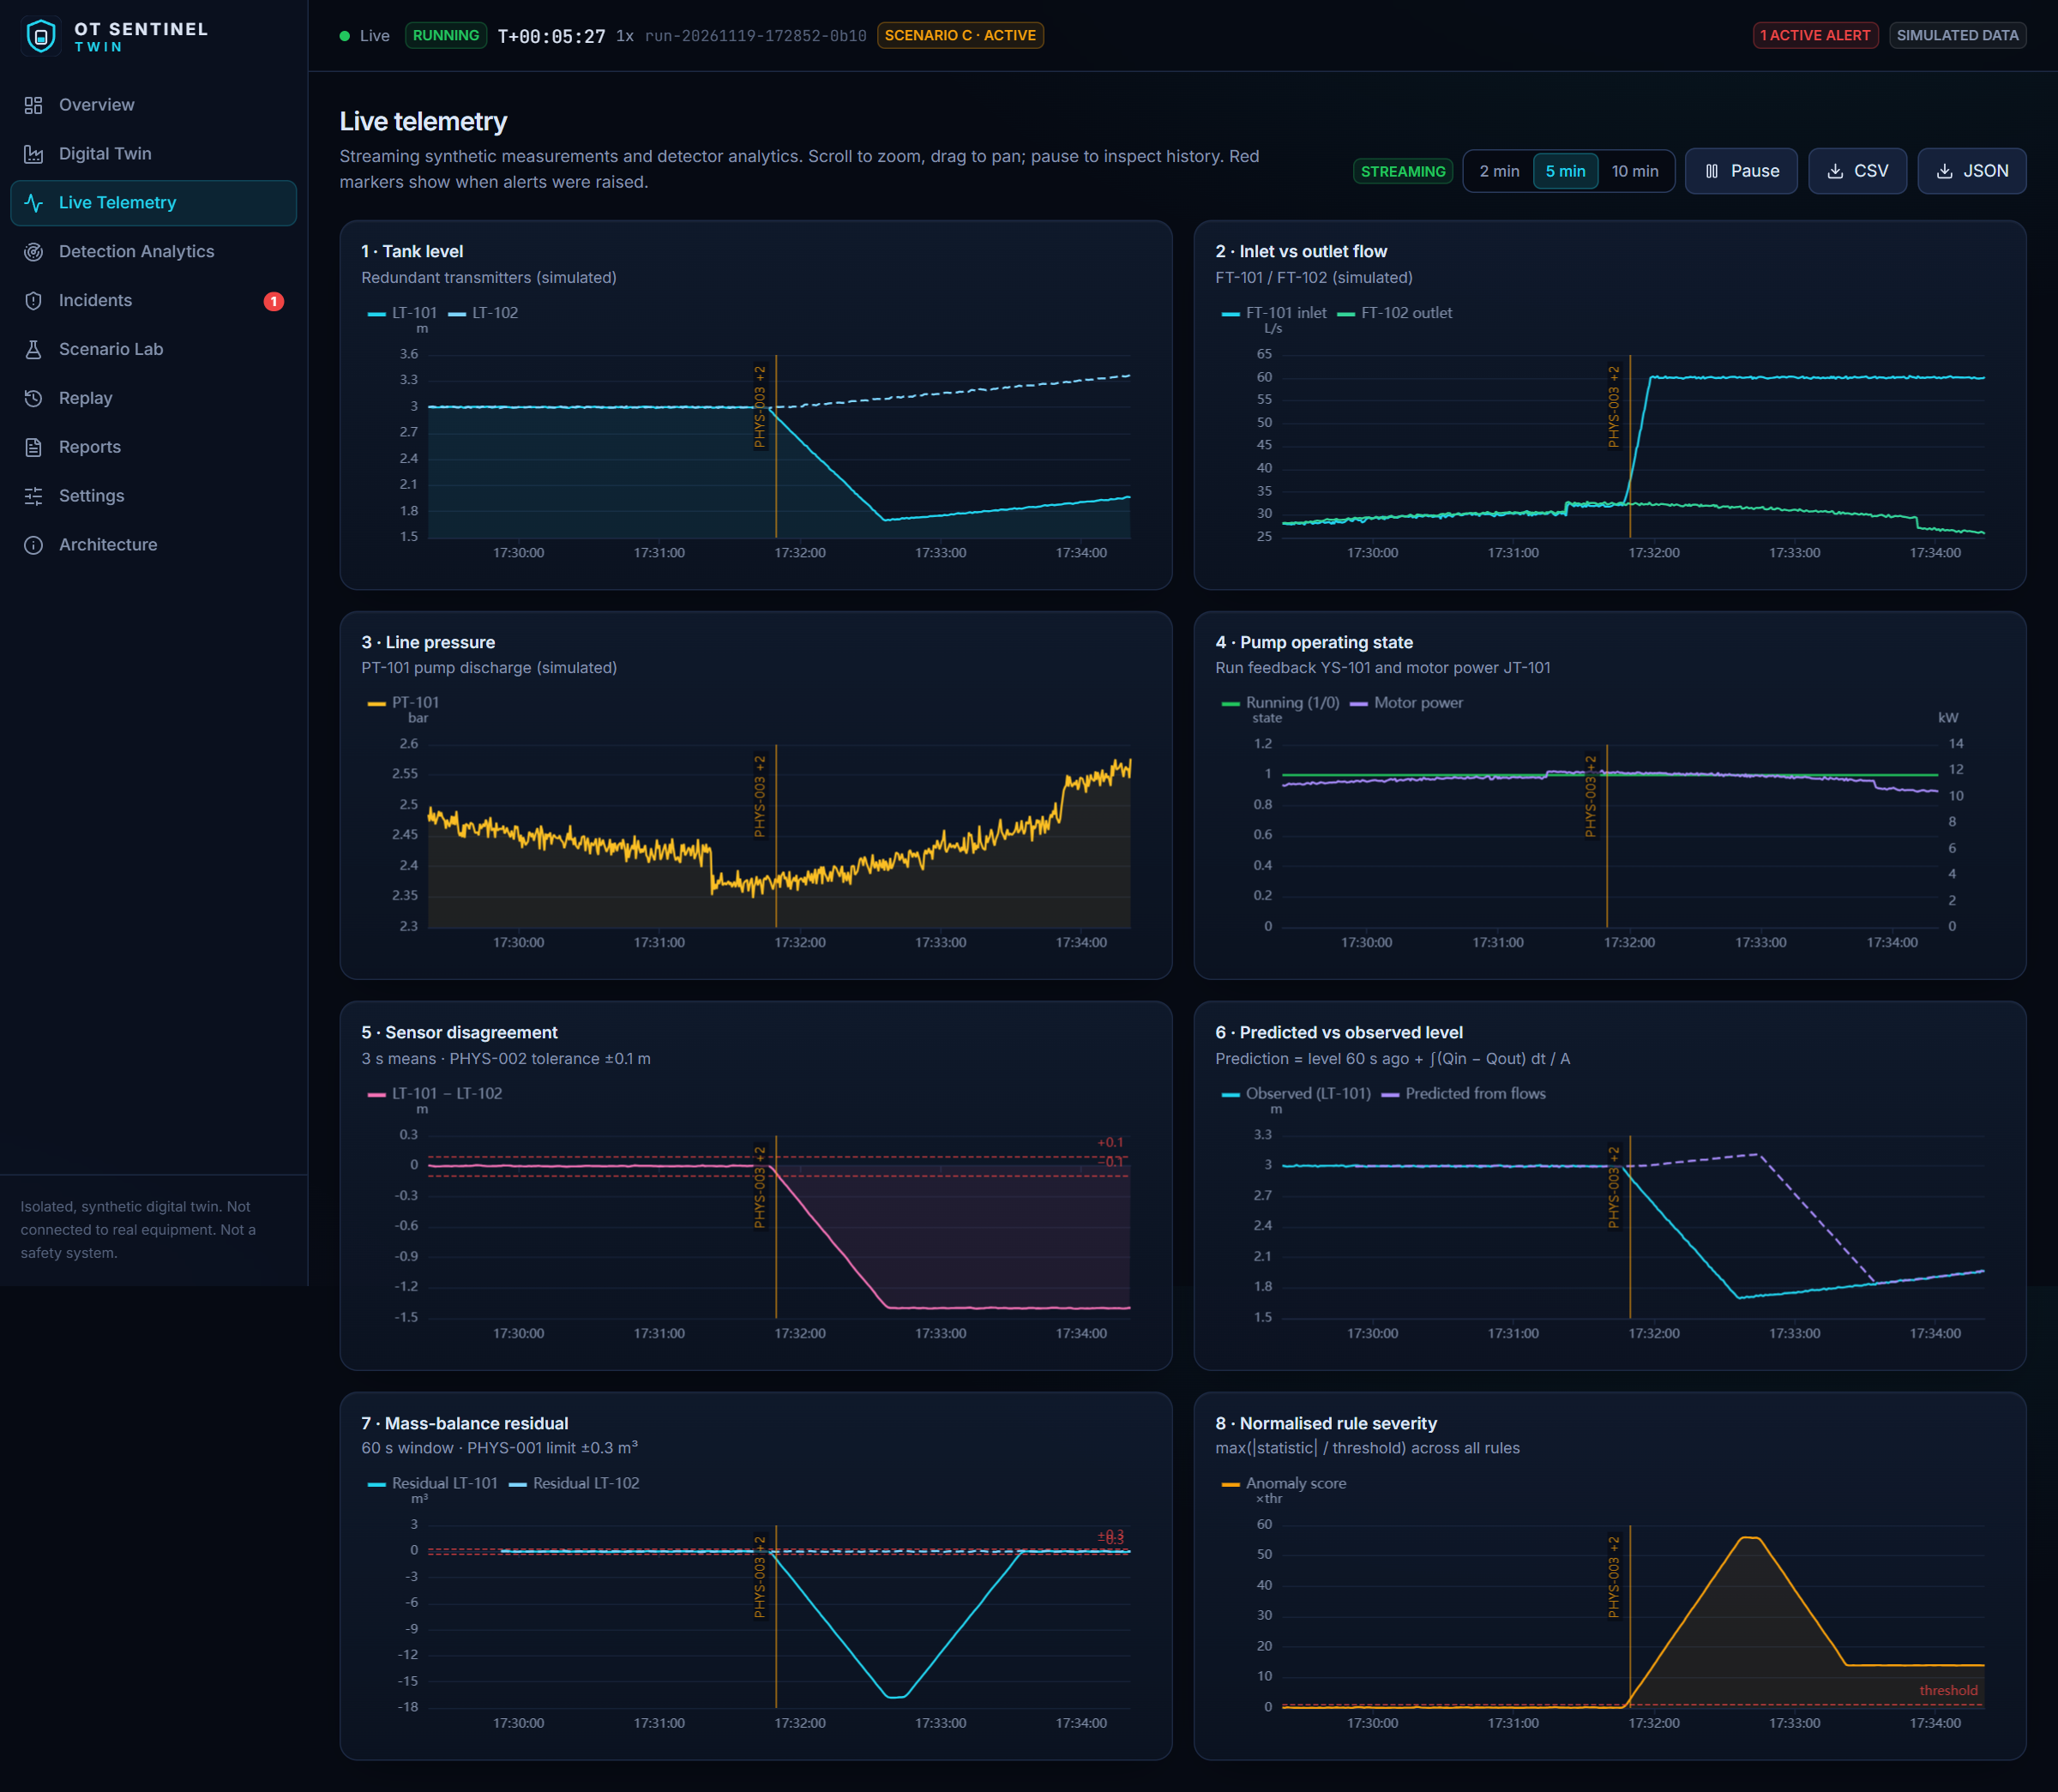 OT SENTINEL
TWIN
Live RUNNING T+00:05:27 1x run-20261119-172852-0b10 SCENARIO C · ACTIVE
1 ACTIVE ALERT SIMULATED DATA
Overview
Digital Twin
Live Telemetry
Detection Analytics
Incidents 1
Scenario Lab
Replay
Reports
Settings
Architecture
Isolated, synthetic digital twin. Not
connected to real equipment. Not a
safety system.
Live telemetry
Streaming synthetic measurements and detector analytics. Scroll to zoom, drag to pan; pause to inspect history. Red
markers show when alerts were raised.
STREAMING 2 min 5 min 10 min Pause CSV JSON
1 · Tank level
Redundant transmitters (simulated)
LT-101 LT-102
m
3.6
3.3
3
2.7
2.4
2.1
1.8
1.5
PHYS-003 +2
17:30:00 17:31:00 17:32:00 17:33:00 17:34:00
2 · Inlet vs outlet flow
FT-101 / FT-102 (simulated)
FT-101 inlet FT-102 outlet
L/s
65
60
55
50
45
40
35
30
25
PHYS-003 +2
17:30:00 17:31:00 17:32:00 17:33:00 17:34:00
3 · Line pressure
PT-101 pump discharge (simulated)
PT-101
bar
2.6
2.55
2.5
2.45
2.4
2.35
2.3
PHYS-003 +2
17:30:00 17:31:00 17:32:00 17:33:00 17:34:00
4 · Pump operating state
Run feedback YS-101 and motor power JT-101
Running (1/0) Motor power
state kW
1.2 14
1 12
0.8 10
0.6 8
0.4 6
0.2 4
0 2
0
PHYS-003 +2
17:30:00 17:31:00 17:32:00 17:33:00 17:34:00
5 · Sensor disagreement
3 s means · PHYS-002 tolerance ±0.1 m
LT-101 − LT-102
m
0.3
0
-0.3
-0.6
-0.9
-1.2
-1.5
+0.1
−0.1
PHYS-003 +2
17:30:00 17:31:00 17:32:00 17:33:00 17:34:00
6 · Predicted vs observed level
Prediction = level 60 s ago + ∫(Qin − Qout) dt / A
Observed (LT-101) Predicted from flows
m
3.3
3
2.7
2.4
2.1
1.8
1.5
PHYS-003 +2
17:30:00 17:31:00 17:32:00 17:33:00 17:34:00
7 · Mass-balance residual
60 s window · PHYS-001 limit ±0.3 m³
Residual LT-101 Residual LT-102
m³
3
0
-3
-6
-9
-12
-15
-18
+0.3
−0.3
PHYS-003 +2
17:30:00 17:31:00 17:32:00 17:33:00 17:34:00
8 · Normalised rule severity
max(|statistic| / threshold) across all rules
Anomaly score
×thr
60
50
40
30
20
10
0
threshold
PHYS-003 +2
17:30:00 17:31:00 17:32:00 17:33:00 17:34:00